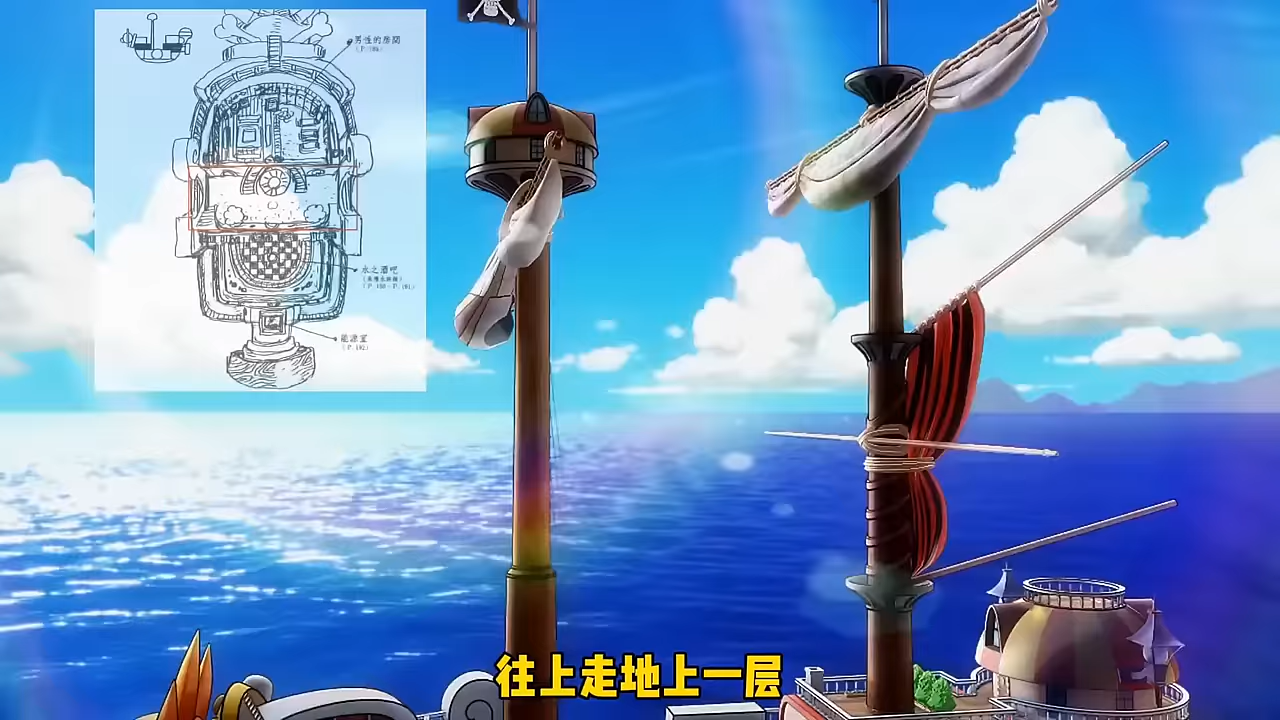 男性的房間
水之酒吧
能源室
往上走地上一层